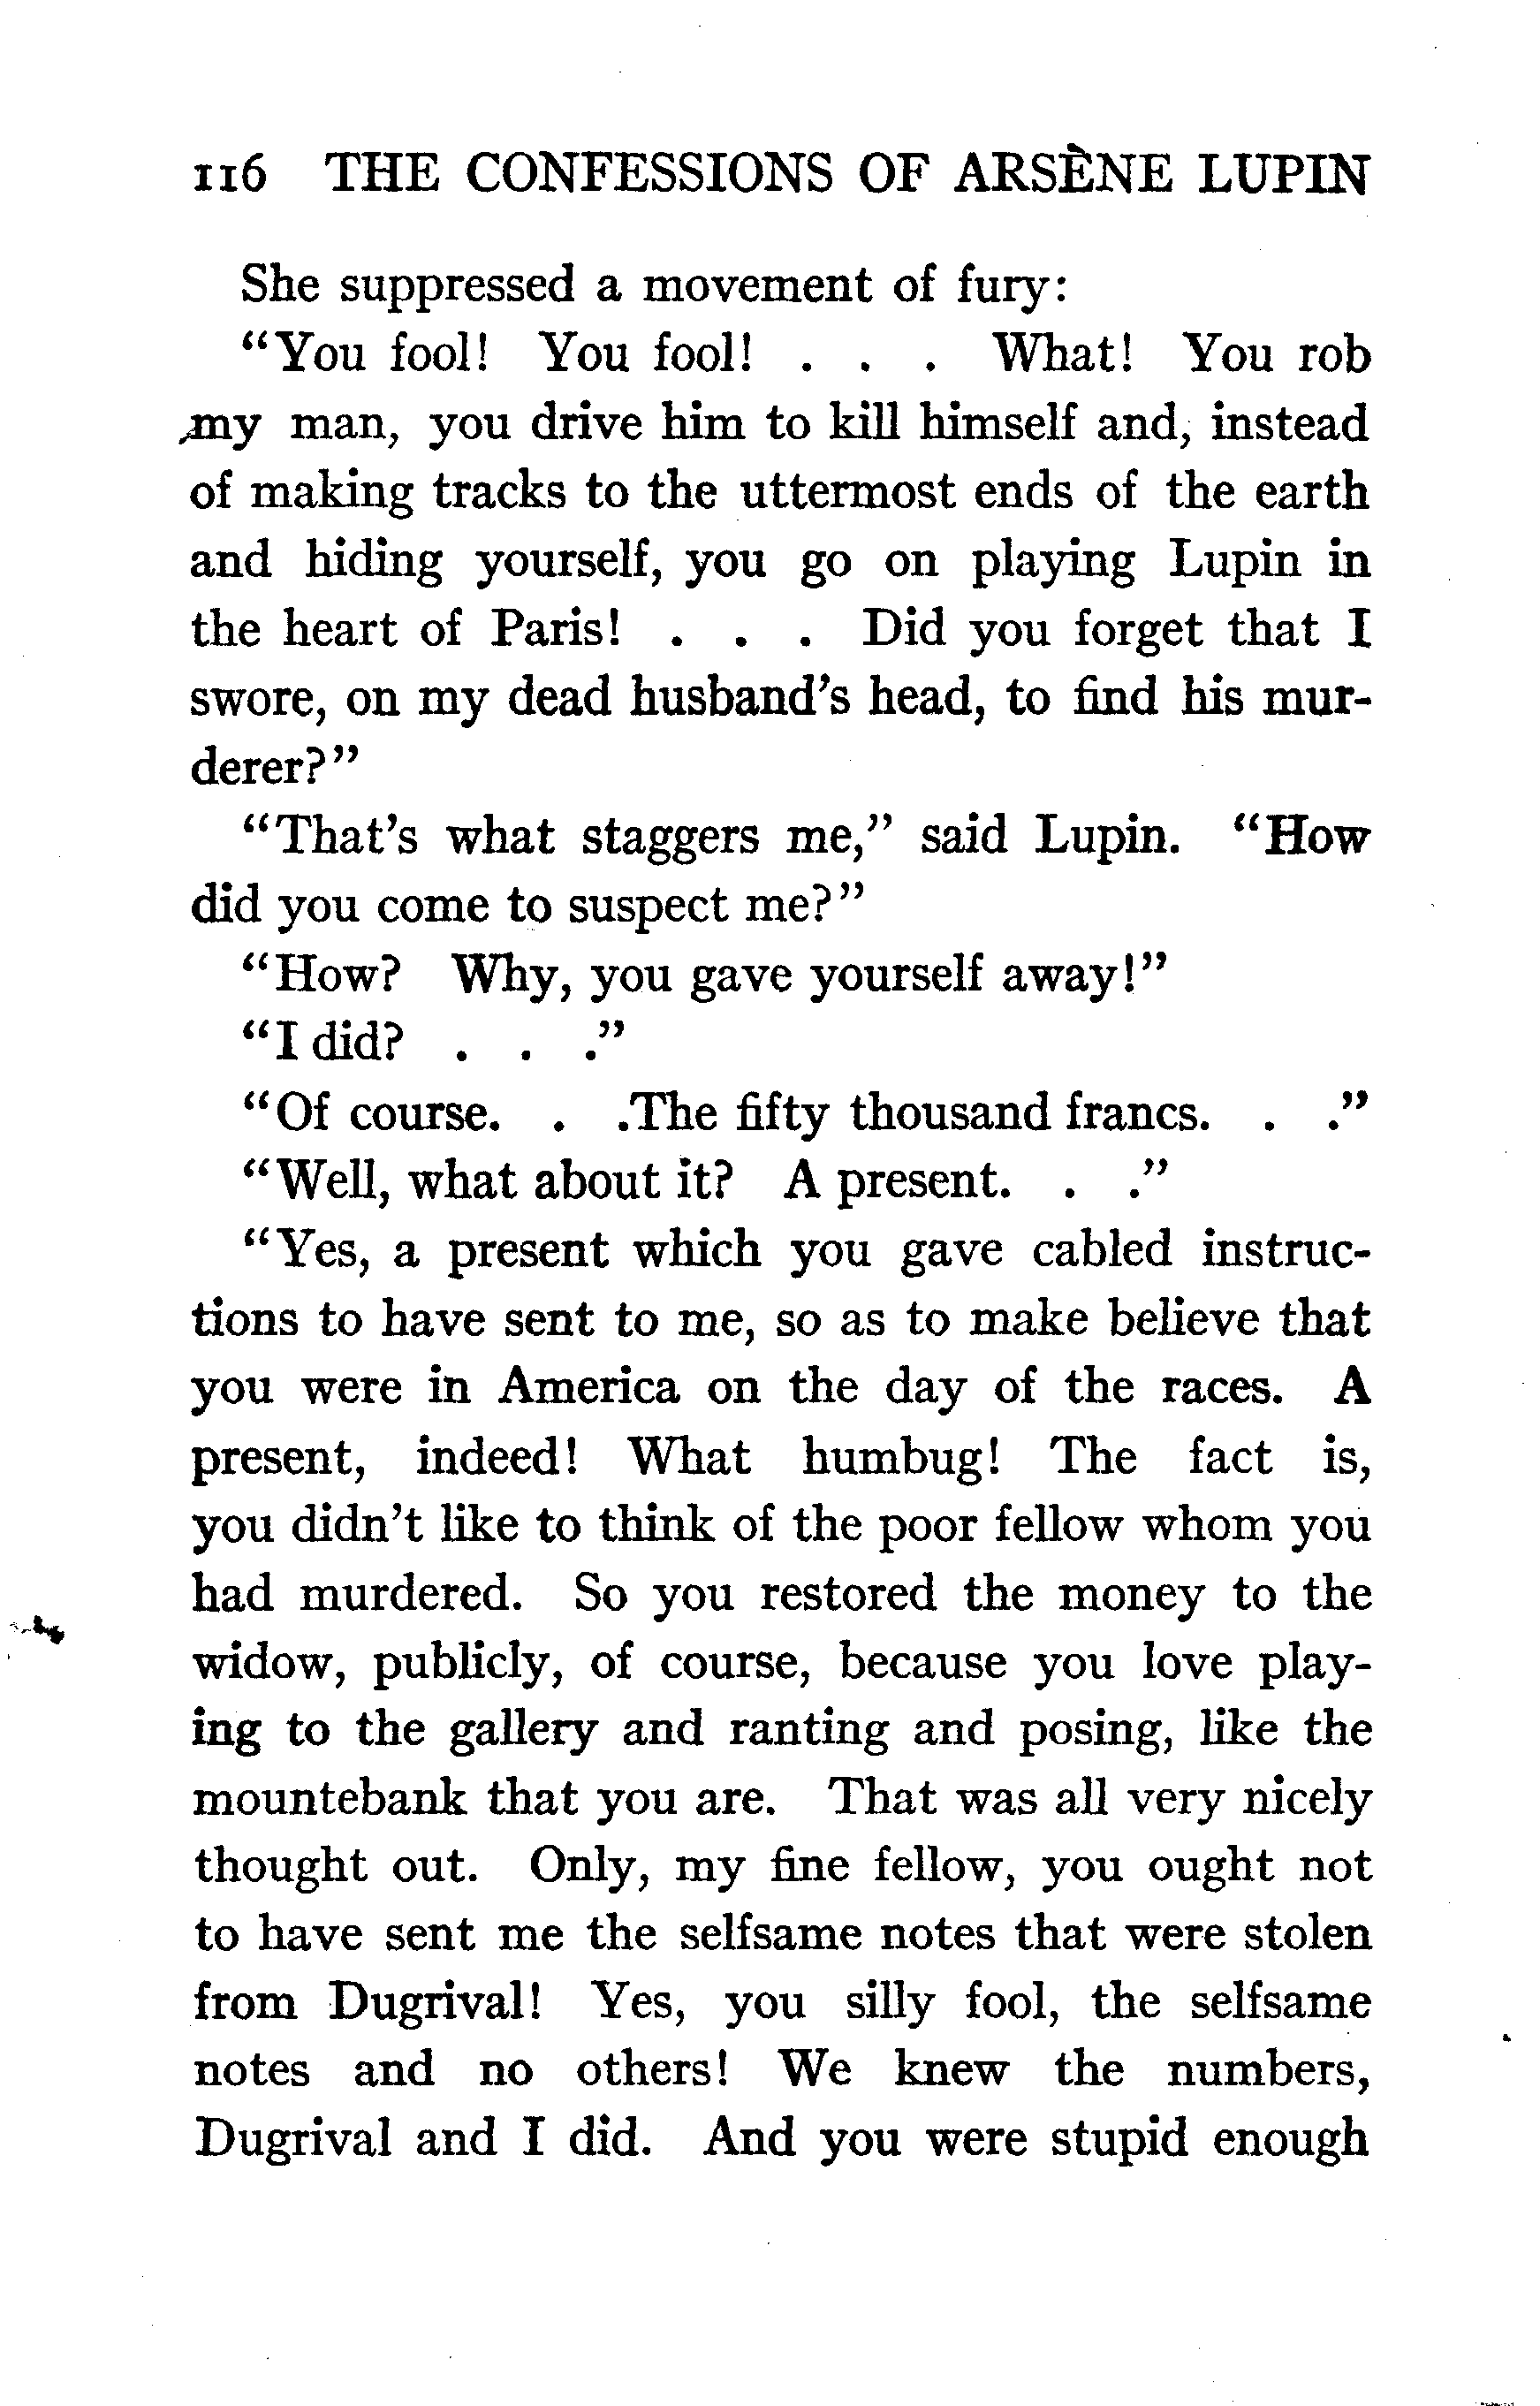 116 THE CONFESSIONS OF ARSÈNE LUPIN
She suppressed a movement of fury:
"You fool! You fool! . . . What! You rob
my man, you drive him to kill himself and, instead
of making tracks to the uttermost ends of the earth
and hiding yourself, you go on playing Lupin in
the heart of Paris! . . . Did you forget that I
swore, on my dead husband's head, to find his mur-
derer?"
"That's what staggers me," said Lupin. "How
did you come to suspect me?"
"How? Why, you gave yourself away!"
"I did? . . ."
"Of course. . .The fifty thousand francs. . ."
"Well, what about it? A present. . ."
"Yes, a present which you gave cabled instruc-
tions to have sent to me, so as to make believe that
you were in America on the day of the races. A
present, indeed! What humbug! The fact is,
you didn't like to think of the poor fellow whom you
had murdered. So you restored the money to the
widow, publicly, of course, because you love play-
ing to the gallery and ranting and posing, like the
mountebank that you are. That was all very nicely
thought out. Only, my fine fellow, you ought not
to have sent me the selfsame notes that were stolen
from Dugrival! Yes, you silly fool, the selfsame
notes and no others! We knew the numbers,
Dugrival and I did. And you were stupid enough